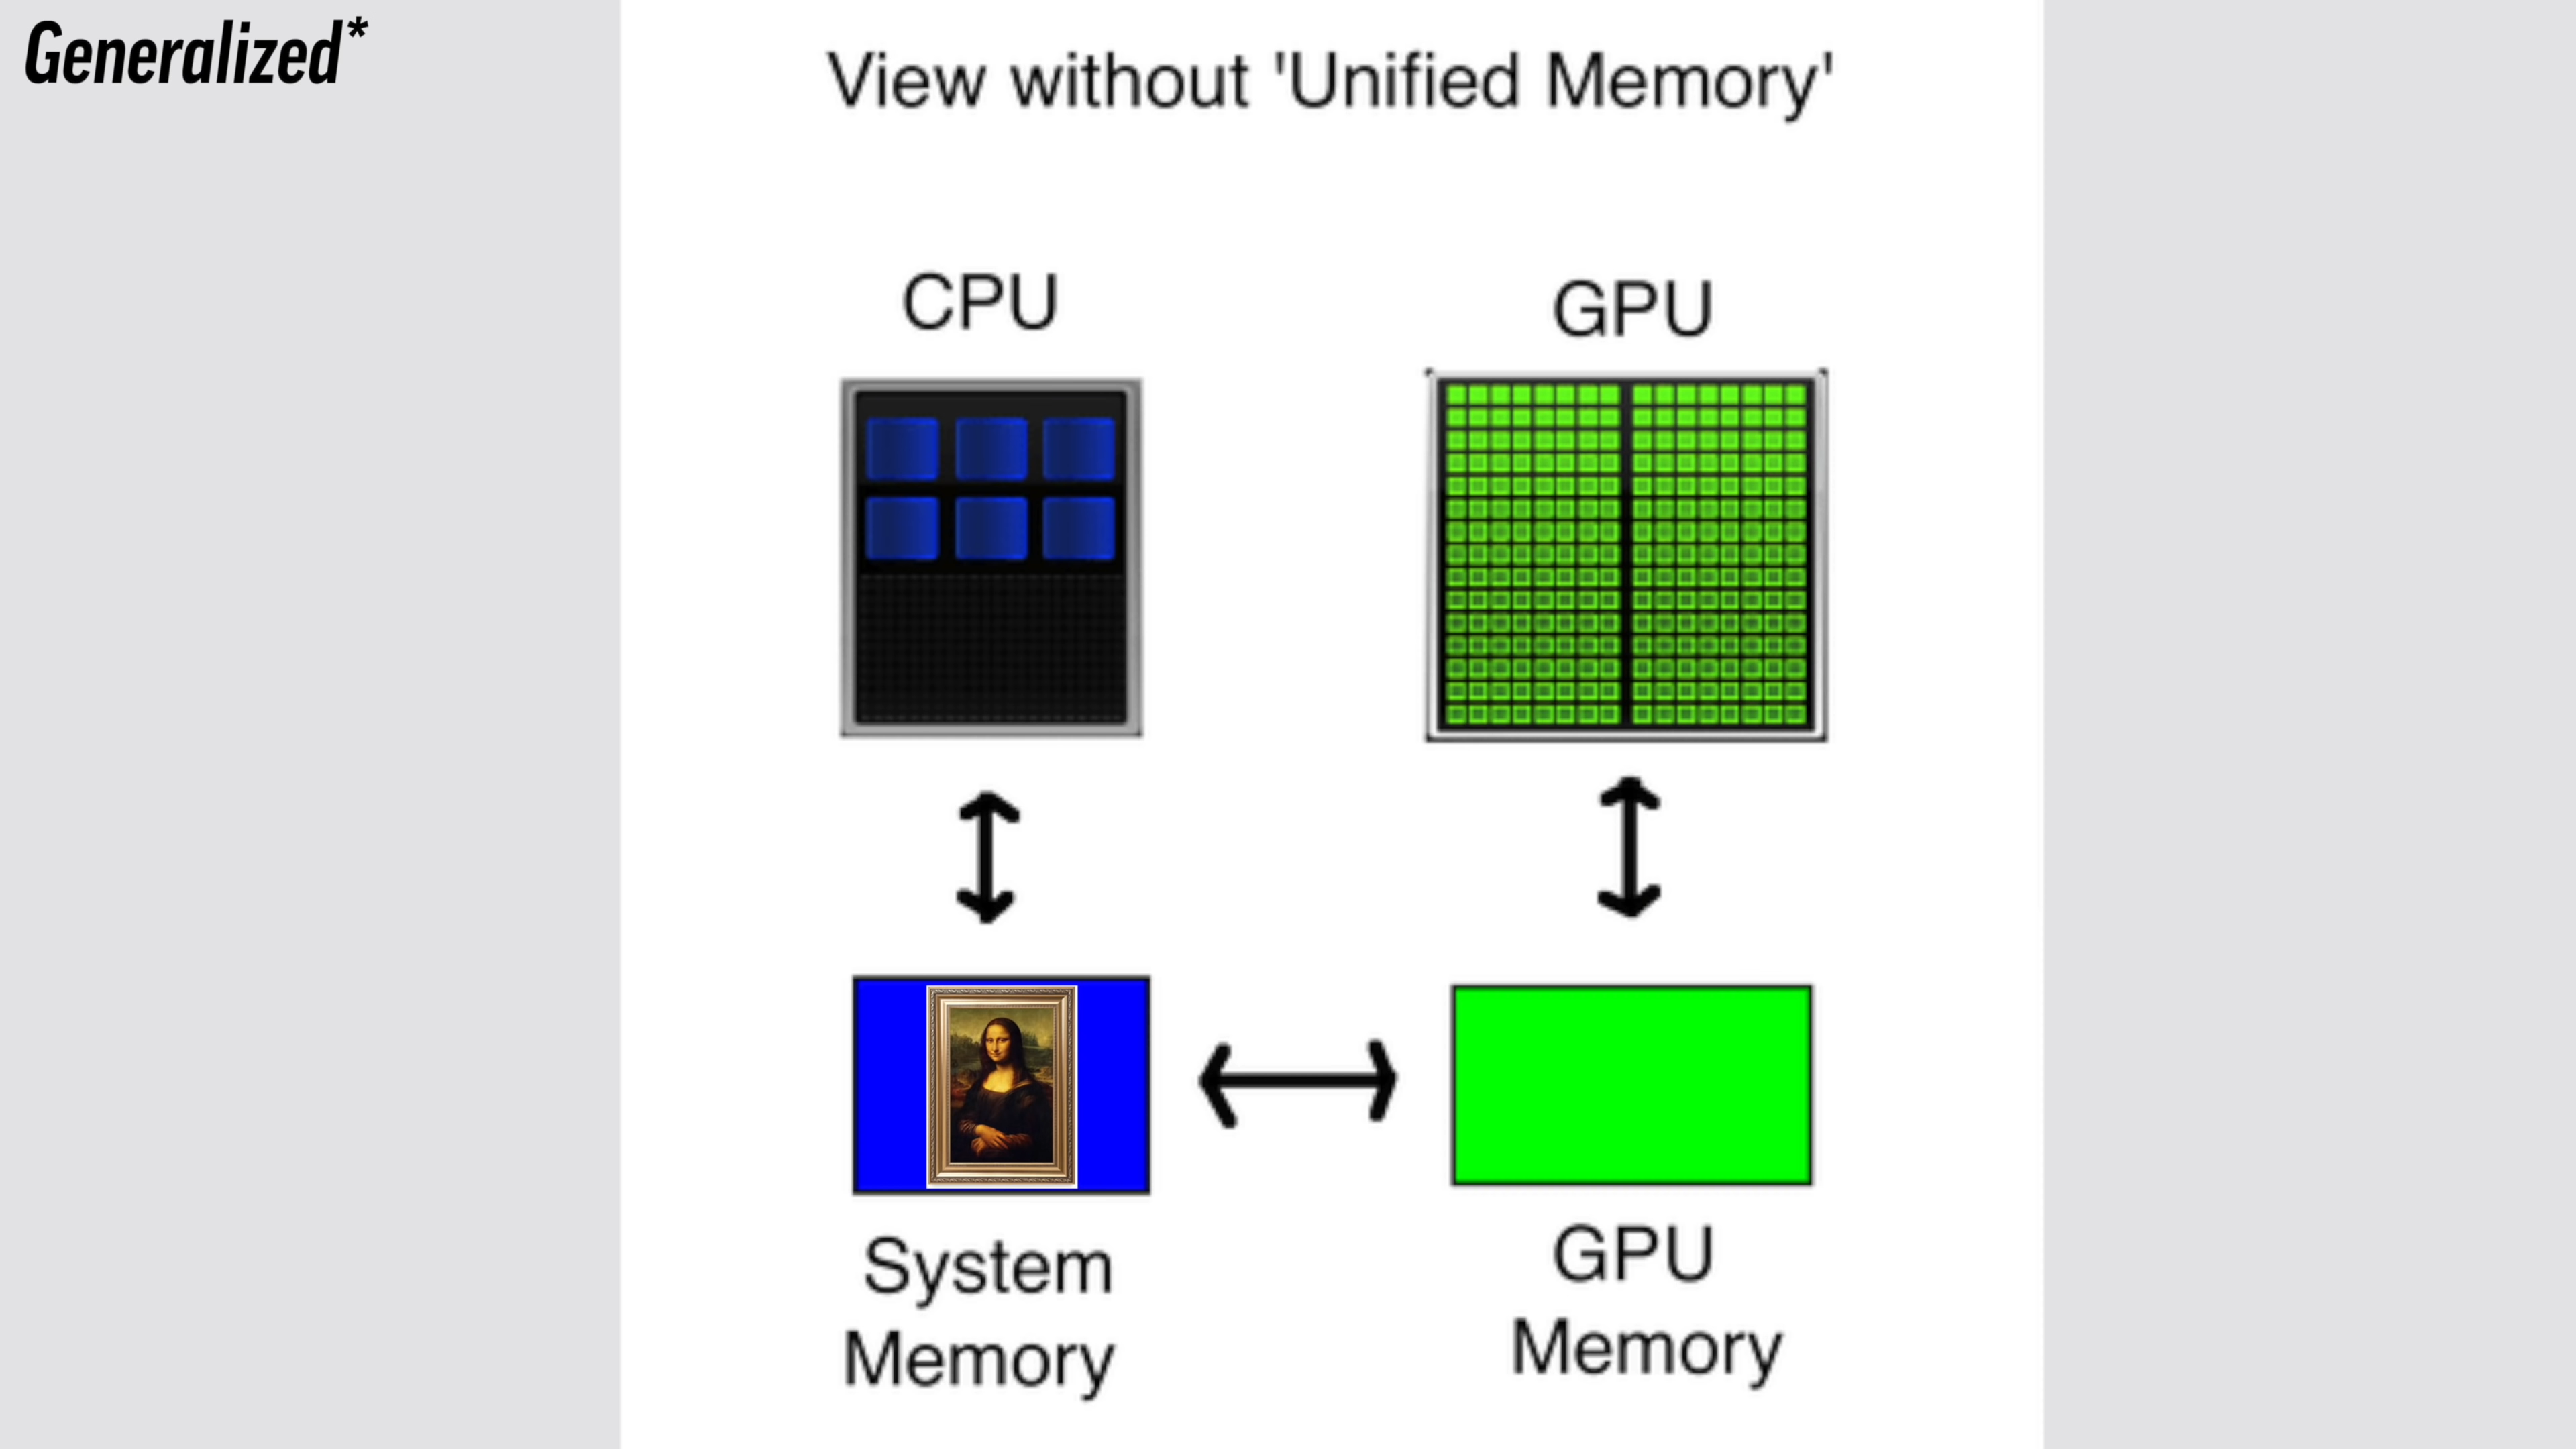 Generalized*
View without 'Unified Memory'
CPU
GPU
System
Memory
GPU
Memory